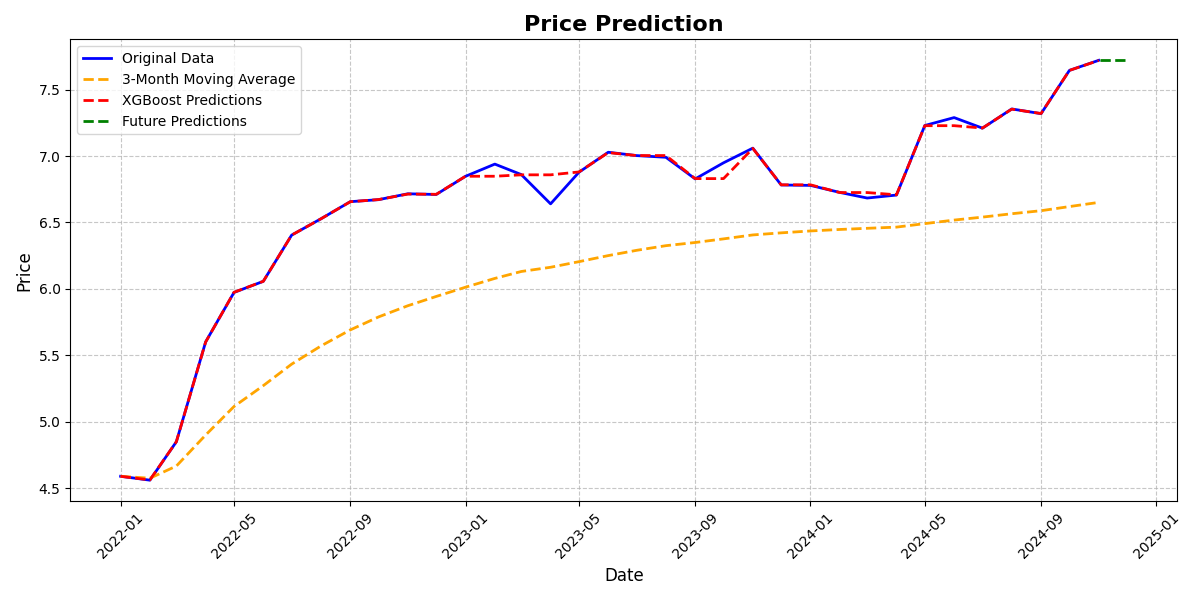 Price Prediction
Original Data
3-Month Moving Average
XGBoost Predictions
Future Predictions
Price
7.5
7.0
6.5
6.0
5.5
5.0
4.5
2022-01
2022-05
2022-09
2023-01
2023-05
2023-09
2024-01
2024-05
2024-09
2025-01
Date